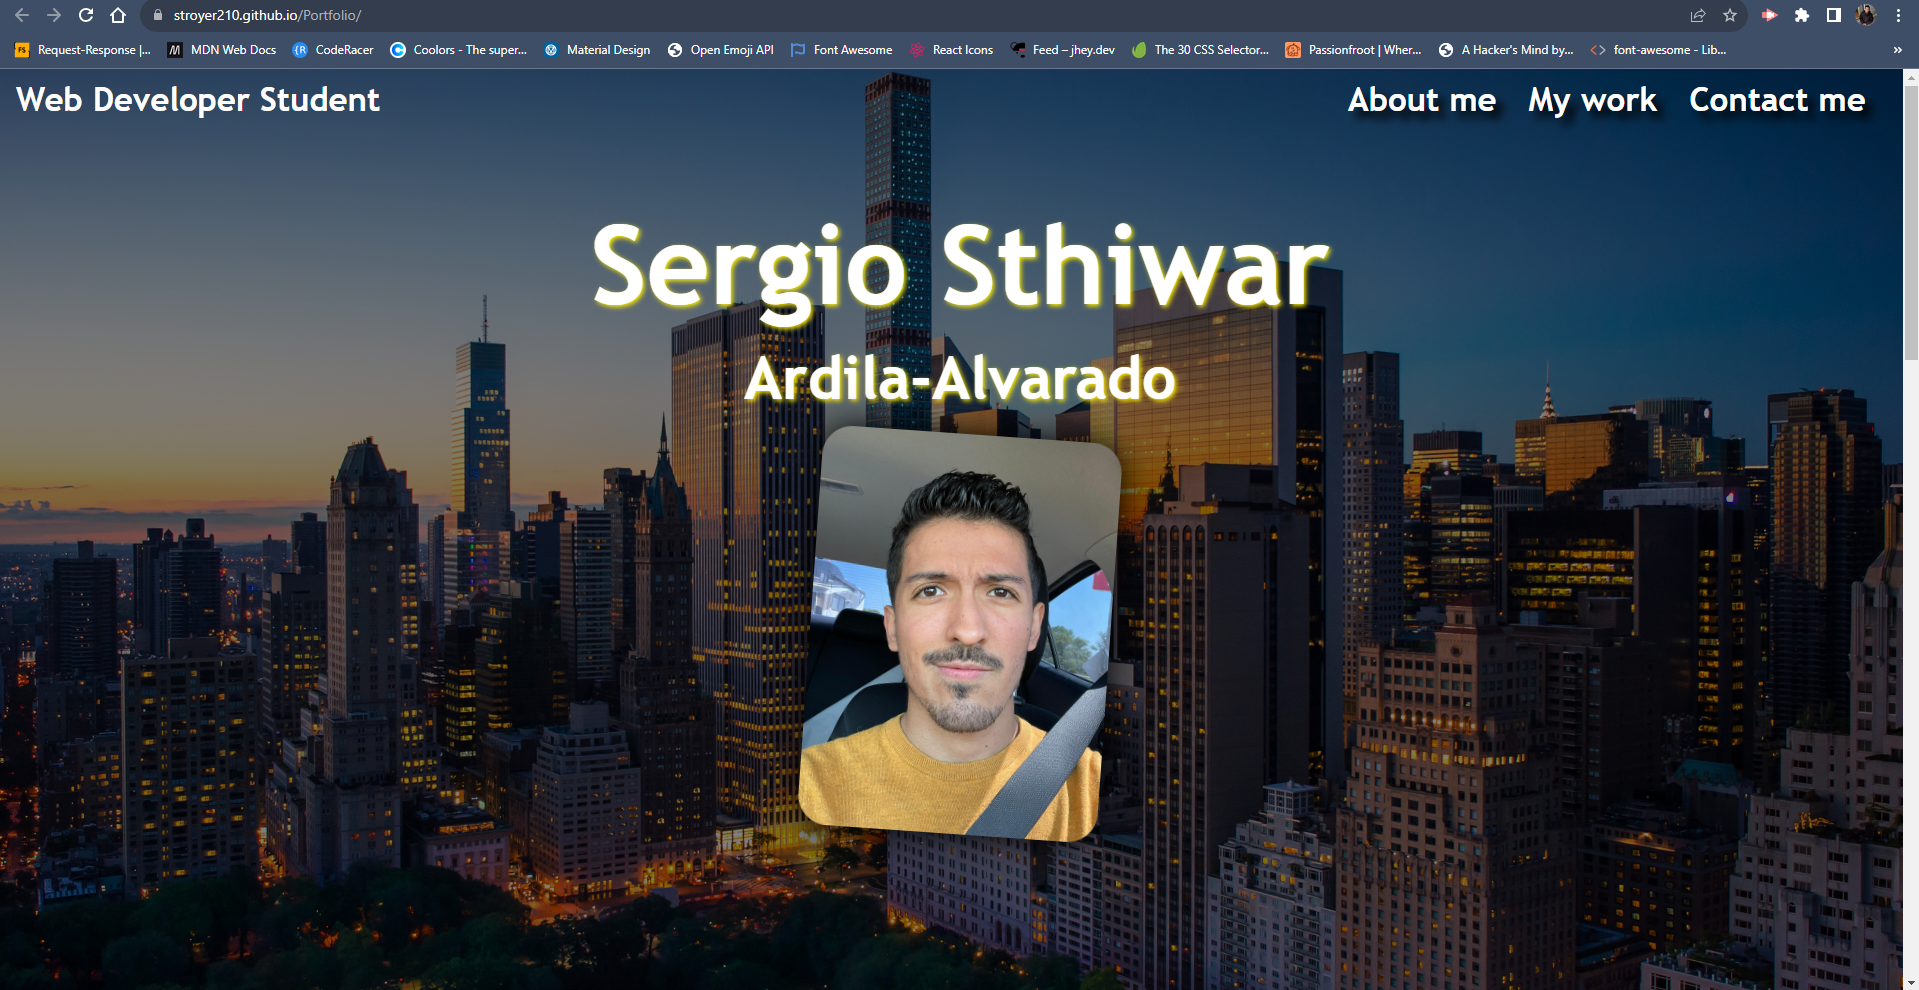 stroyer210.github.io/Portfolio/
Request-Response |... MDN Web Docs CodeRacer Coolors - The super... Material Design Open Emoji API Font Awesome React Icons Feed – jhey.dev The 30 CSS Selector... Passionfroot | Wher... A Hacker's Mind by... font-awesome - Lib... »
Web Developer Student About me My work Contact me
Sergio Sthiwar
Ardila-Alvarado